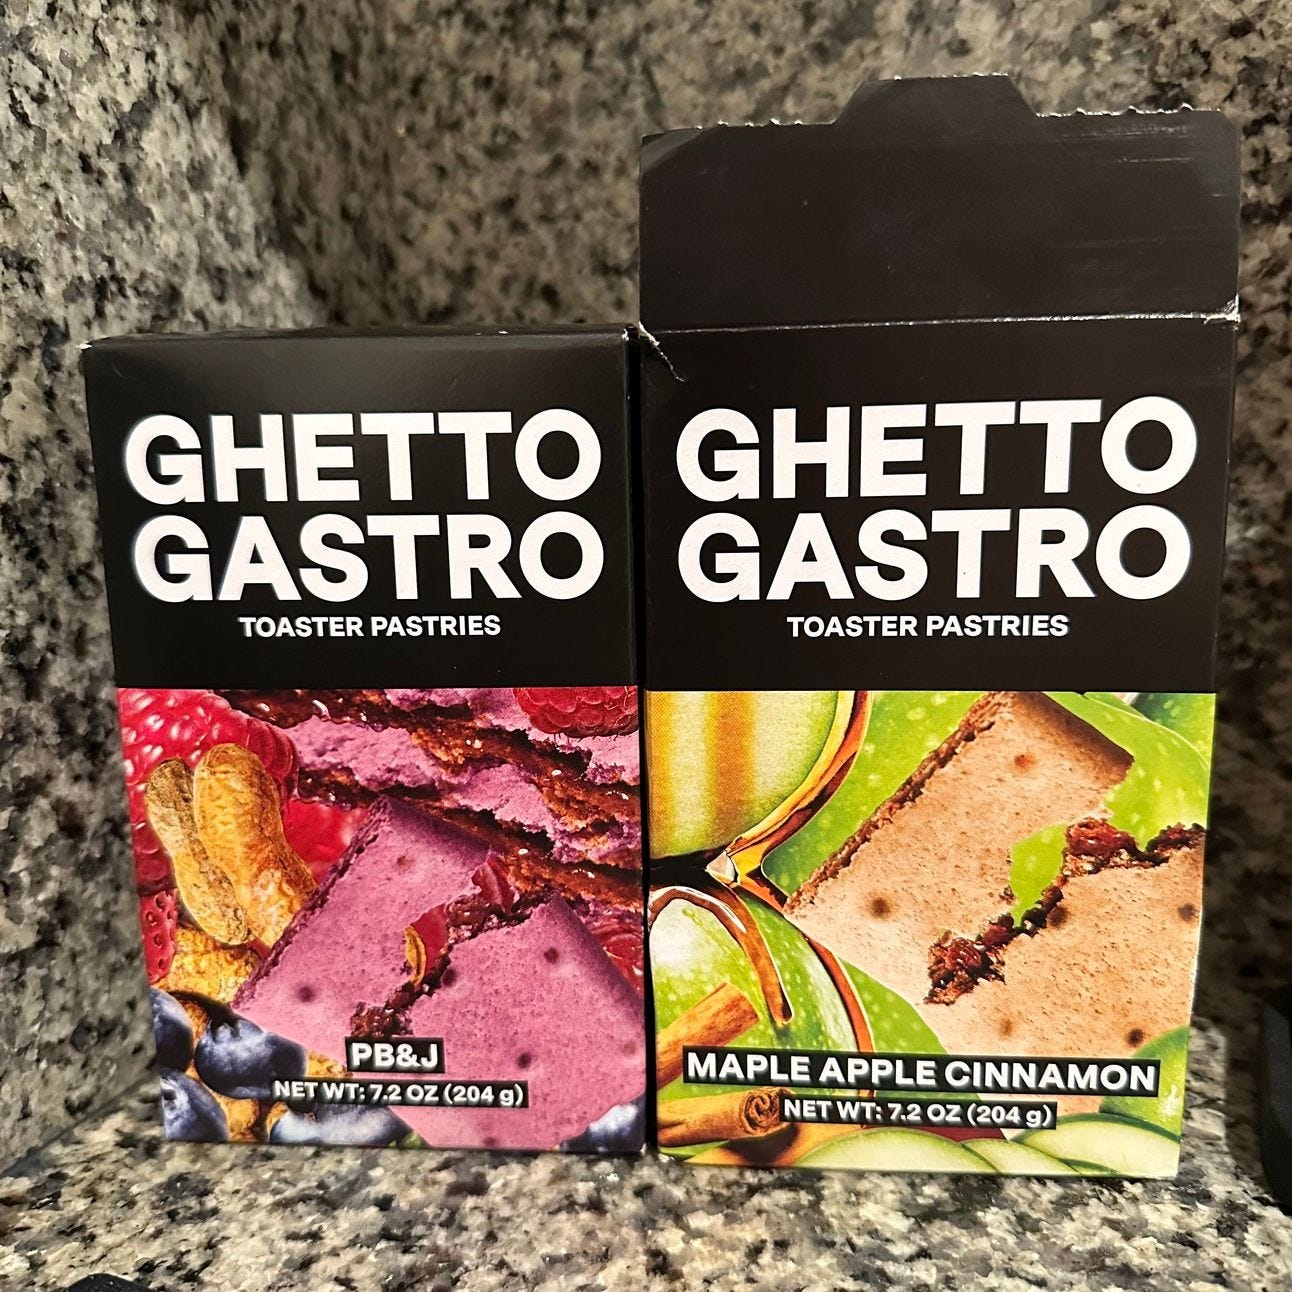 GHETTO
GASTRO
TOASTER PASTRIES
PB&J
NET WT: 7.2 OZ (204 g)
GHETTO
GASTRO
TOASTER PASTRIES
MAPLE APPLE CINNAMON
NET WT: 7.2 OZ (204 g)